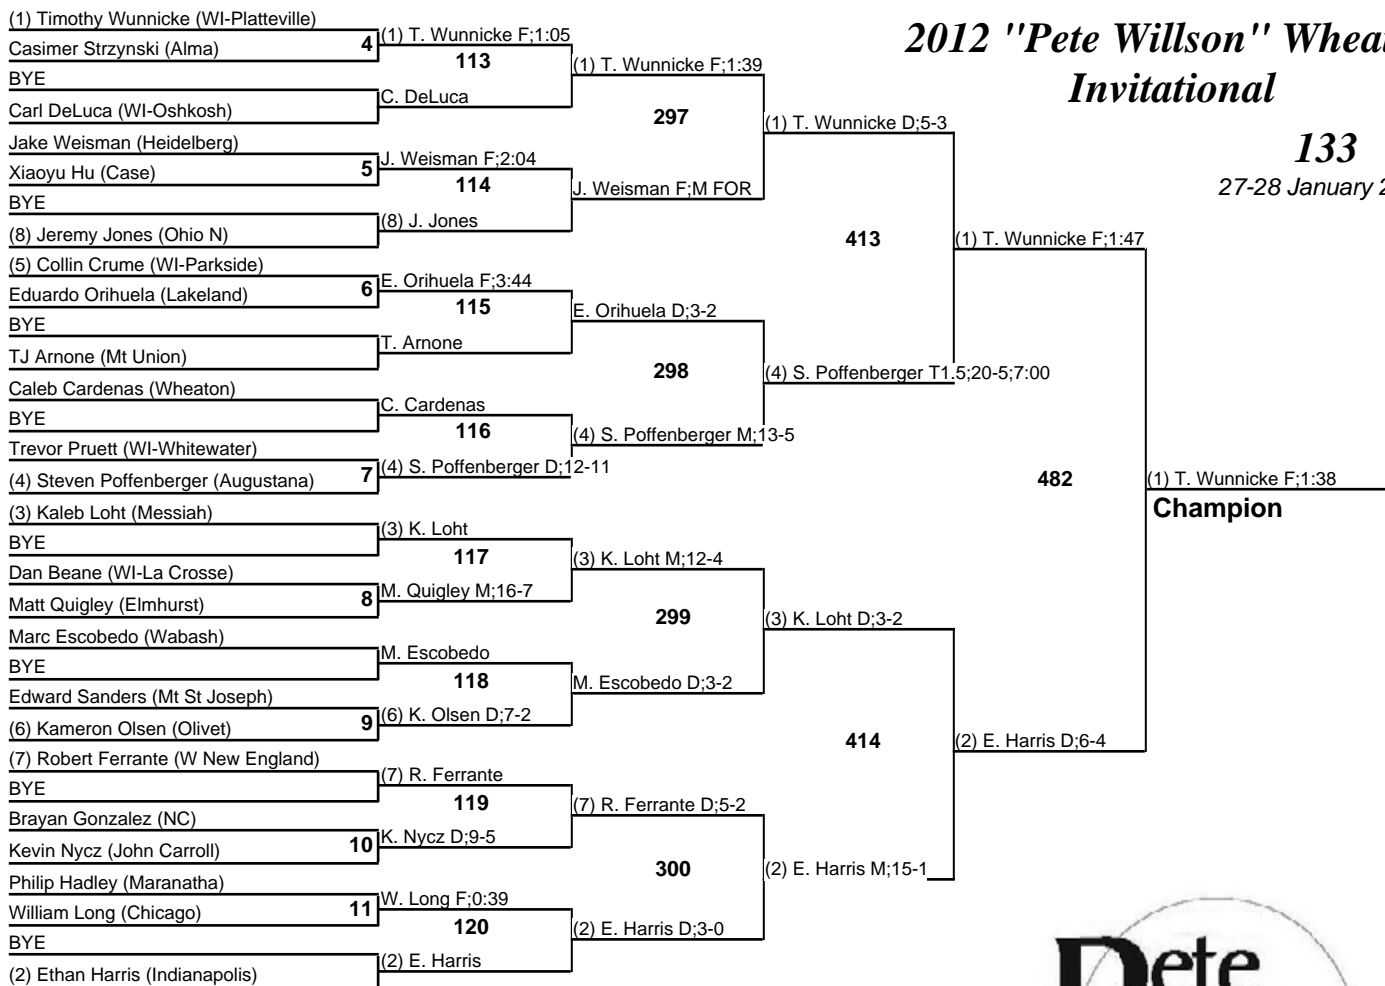 2012 "Pete Willson" Wheat
Invitational
133
27-28 January 2
(1) Timothy Wunnicke (WI-Platteville)
Casimer Strzynski (Alma)
4
BYE
Carl DeLuca (WI-Oshkosh)
Jake Weisman (Heidelberg)
Xiaoyu Hu (Case)
5
BYE
(8) Jeremy Jones (Ohio N)
(5) Collin Crume (WI-Parkside)
Eduardo Orihuela (Lakeland)
6
BYE
TJ Arnone (Mt Union)
Caleb Cardenas (Wheaton)
BYE
Trevor Pruett (WI-Whitewater)
(4) Steven Poffenberger (Augustana)
7
(3) Kaleb Loht (Messiah)
BYE
Dan Beane (WI-La Crosse)
Matt Quigley (Elmhurst)
8
Marc Escobedo (Wabash)
BYE
Edward Sanders (Mt St Joseph)
(6) Kameron Olsen (Olivet)
9
(7) Robert Ferrante (W New England)
BYE
Brayan Gonzalez (NC)
Kevin Nycz (John Carroll)
10
Philip Hadley (Maranatha)
William Long (Chicago)
11
BYE
(2) Ethan Harris (Indianapolis)
(1) T. Wunnicke F;1:05
113
C. DeLuca
J. Weisman F;2:04
114
(8) J. Jones
E. Orihuela F;3:44
115
T. Arnone
C. Cardenas
116
(4) S. Poffenberger D;12-11
(3) K. Loht
117
M. Quigley M;16-7
M. Escobedo
118
(6) K. Olsen D;7-2
(7) R. Ferrante
119
K. Nycz D;9-5
W. Long F;0:39
120
(2) E. Harris
(1) T. Wunnicke F;1:39
297
J. Weisman F;M FOR
E. Orihuela D;3-2
298
(4) S. Poffenberger M;13-5
(3) K. Loht M;12-4
299
M. Escobedo D;3-2
(7) R. Ferrante D;5-2
300
(2) E. Harris D;3-0
(1) T. Wunnicke D;5-3
413
(4) S. Poffenberger T1.5;20-5;7:00
(3) K. Loht D;3-2
414
(2) E. Harris M;15-1
(1) T. Wunnicke F;1:47
482
(2) E. Harris D;6-4
(1) T. Wunnicke F;1:38
Champion
Pete